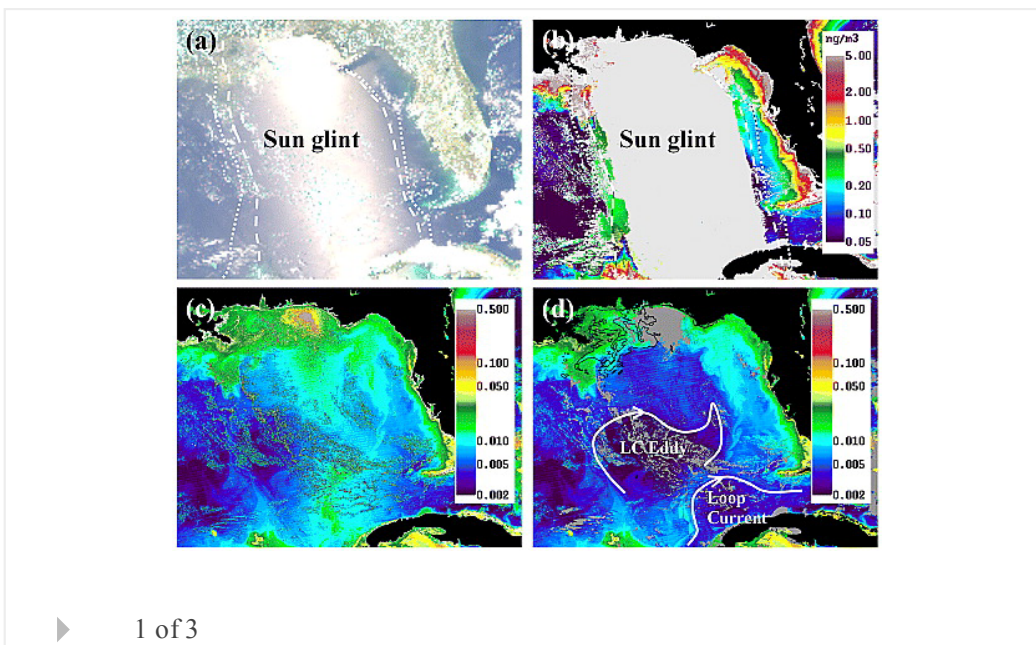 (a)
Sun glint
(b)
Sun glint
mg/m3
5.00
2.00
1.00
0.50
0.20
0.10
0.05
(c)
0.500
0.100
0.050
0.010
0.005
0.002
(d)
LC Eddy
Loop
Current
0.500
0.100
0.050
0.010
0.005
0.002
1 of 3